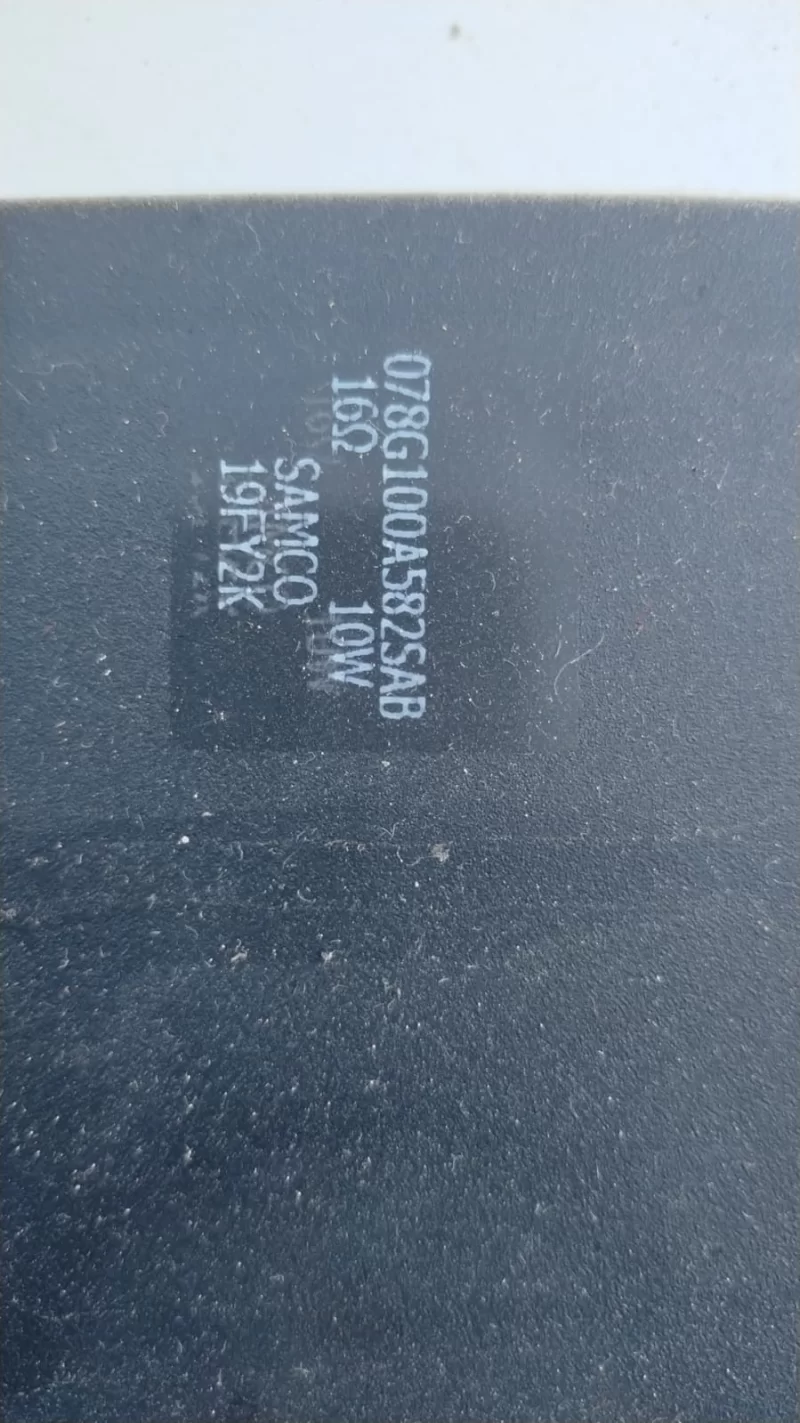 078G100A582SAB
16Ω 10W
SAMCO
19FY2K